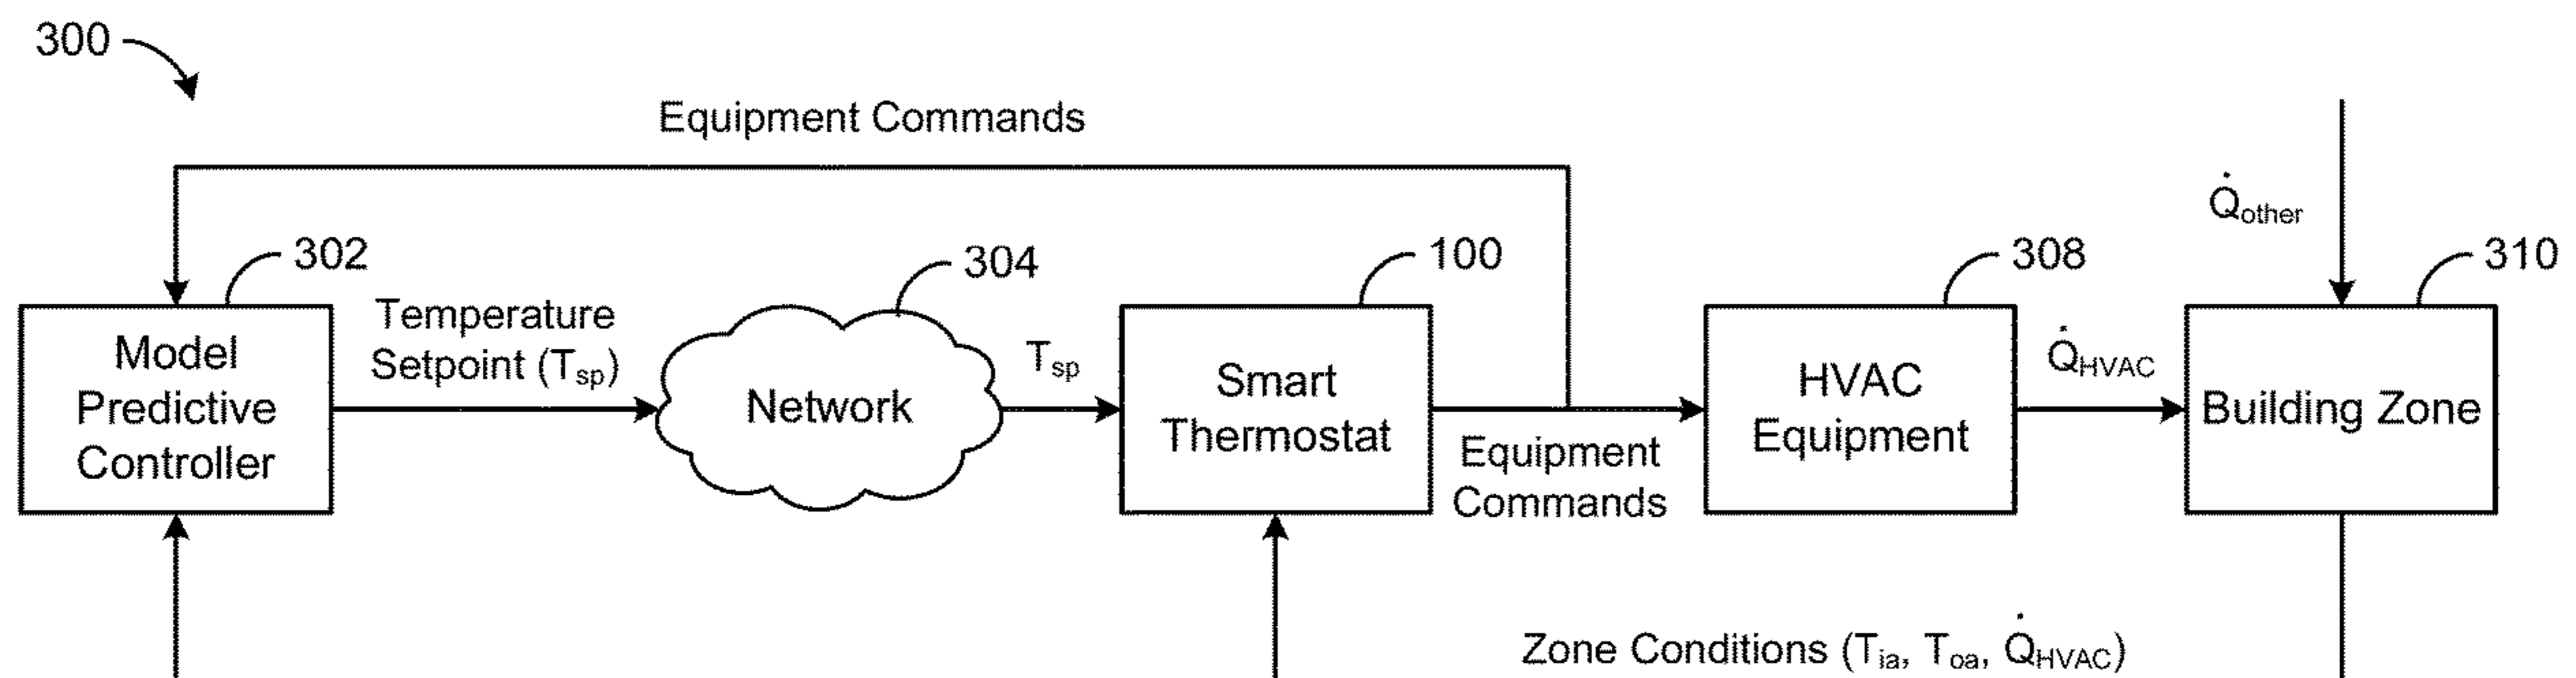 300
Equipment Commands
Q̇other
302
304
100
308
310
Temperature
Setpoint (Tsp)
Model
Predictive
Controller
Network
Tsp
Smart
Thermostat
Equipment
Commands
HVAC
Equipment
Q̇HVAC
Building Zone
Zone Conditions (Tia, Toa, Q̇HVAC)